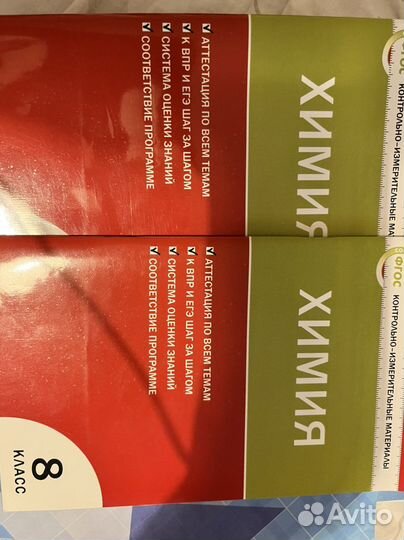 ФГОС
КОНТРОЛЬНО-ИЗМЕРИТЕЛЬНЫЕ МА
ХИМИЯ
АТТЕСТАЦИЯ ПО ВСЕМ ТЕМАМ
К ВПР И ЕГЭ ШАГ ЗА ШАГОМ
СИСТЕМА ОЦЕНКИ ЗНАНИЙ
СООТВЕТСТВИЕ ПРОГРАММЕ
ФГОС
КОНТРОЛЬНО-ИЗМЕРИТЕЛЬНЫЕ МАТЕРИАЛЫ
ХИМИЯ
АТТЕСТАЦИЯ ПО ВСЕМ ТЕМАМ
К ВПР И ЕГЭ ШАГ ЗА ШАГОМ
СИСТЕМА ОЦЕНКИ ЗНАНИЙ
СООТВЕТСТВИЕ ПРОГРАММЕ
8
КЛАСС
Avito